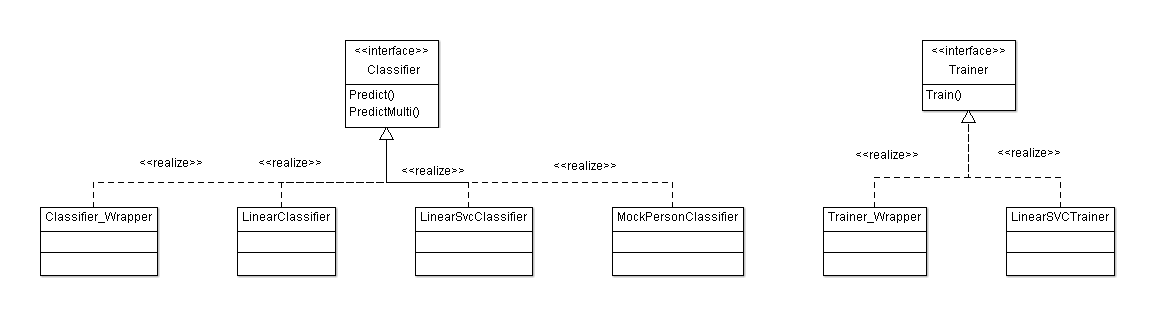 <<interface>>
Classifier
Predict()
PredictMulti()
<<interface>>
Trainer
Train()
<<realize>>
<<realize>>
<<realize>>
<<realize>>
<<realize>>
<<realize>>
Classifier_Wrapper
LinearClassifier
LinearSvcClassifier
MockPersonClassifier
Trainer_Wrapper
LinearSVCTrainer